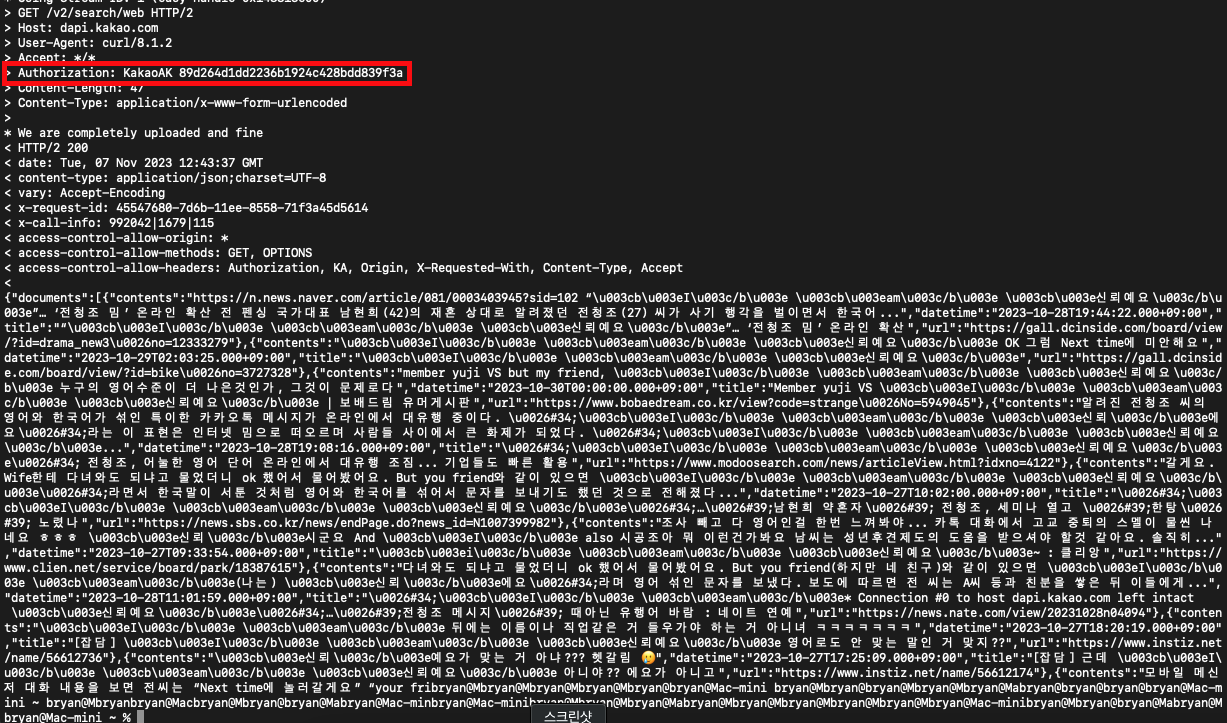 > GET /v2/search/web HTTP/2
> Host: dapi.kakao.com
> User-Agent: curl/8.1.2
> Accept: */*
> Authorization: KakaoAK 89d264d1dd2236b1924c428bdd839f3a
> Content-Length: 47
> Content-Type: application/x-www-form-urlencoded
>
* We are completely uploaded and fine
< HTTP/2 200
< date: Tue, 07 Nov 2023 12:43:37 GMT
< content-type: application/json;charset=UTF-8
< vary: Accept-Encoding
< x-request-id: 45547680-7d6b-11ee-8558-71f3a45d5614
< x-call-info: 992042|1679|115
< access-control-allow-origin: *
< access-control-allow-methods: GET, OPTIONS
< access-control-allow-headers: Authorization, KA, Origin, X-Requested-With, Content-Type, Accept
<
{"documents":[{"contents":"https://n.news.naver.com/article/081/0003403945?sid=102 “\u003cb\u003eI\u003c/b\u003e \u003cb\u003eam\u003c/b\u003e \u003cb\u003e신뢰예요\u003c/b\u003e”… ‘전청조 밈’ 온라인 확산 전 펜싱 국가대표 남현희(42)의 재혼 상대로 알려졌던 전청조(27) 씨가 사기 행각을 벌이면서 한국어...","datetime":"2023-10-28T19:44:22.000+09:00","
title":"“\u003cb\u003eI\u003c/b\u003e \u003cb\u003eam\u003c/b\u003e \u003cb\u003e신뢰예요\u003c/b\u003e”… ‘전청조 밈’ 온라인 확산","url":"https://gall.dcinside.com/board/view
/?id=drama_new3\u0026no=12333279"},{"contents":"\u003cb\u003eI\u003c/b\u003e \u003cb\u003eam\u003c/b\u003e \u003cb\u003e신뢰예요\u003c/b\u003e OK 그럼 Next time에 미안해요","
datetime":"2023-10-29T02:03:25.000+09:00","title":"\u003cb\u003eI\u003c/b\u003e \u003cb\u003eam\u003c/b\u003e \u003cb\u003e신뢰예요\u003c/b\u003e","url":"https://gall.dcinsid
e.com/board/view/?id=bike\u0026no=3727328"},{"contents":"member yuji VS but my friend, \u003cb\u003eI\u003c/b\u003e \u003cb\u003eam\u003c/b\u003e \u003cb\u003e신뢰예요\u003c/
b\u003e 누구의 영어수준이 더 나은것인가, 그것이 문제로다","datetime":"2023-10-30T00:00:00.000+09:00","title":"Member yuji VS \u003cb\u003eI\u003c/b\u003e \u003cb\u003eam\u003c/b\u003e \u003cb\u003e신뢰예요\u003c/b\u003e | 보배드림 유머게시판","url":"https://www.bobaedream.co.kr/view?code=strange\u0026No=5949045"},{"contents":"알려진 전청조 씨의
영어와 한국어가 섞인 특이한 카카오톡 메시지가 온라인에서 대유행 중이다. \u0026#34;\u003cb\u003eI\u003c/b\u003e \u003cb\u003eam\u003c/b\u003e \u003cb\u003e신뢰\u003c/b\u003e에
요\u0026#34;라는 이 표현은 인터넷 밈으로 떠오르며 사람들 사이에서 큰 화제가 되었다. \u0026#34;\u003cb\u003eI\u003c/b\u003e \u003cb\u003eam\u003c/b\u003e \u003cb\u003e신뢰예요
\u003c/b\u003e...","datetime":"2023-10-28T19:08:16.000+09:00","title":"\u0026#34;\u003cb\u003eI\u003c/b\u003e \u003cb\u003eam\u003c/b\u003e \u003cb\u003e신뢰예요\u003c/b\u003
e\u0026#34; 전청조, 어눌한 영어 단어 온라인에서 대유행 조짐... 기업들도 빠른 활용","url":"https://www.modoosearch.com/news/articleView.html?idxno=4122"},{"contents":"갈게요.
Wife한테 다녀와도 되냐고 물었더니 ok했어서 물어봤어요. But you friend와 같이 있으면 \u003cb\u003eI\u003c/b\u003e \u003cb\u003eam\u003c/b\u003e \u003cb\u003e신뢰예요\u003c/b\
u003e\u0026#34;라면서 한국말이 서툰 것처럼 영어와 한국어를 섞어서 문자를 보내기도 했던 것으로 전해졌다...","datetime":"2023-10-27T10:02:00.000+09:00","title":"\u0026#34;\u003cb
\u003eI\u003c/b\u003e \u003cb\u003eam\u003c/b\u003e \u003cb\u003e신뢰예요\u003c/b\u003e\u0026#34;…\u0026#39;남현희 약혼자\u0026#39; 전청조, 세미나 열고 \u0026#39;한탕\u0026
#39; 노렸나","url":"https://news.sbs.co.kr/news/endPage.do?news_id=N1007399982"},{"contents":"조사 빼고 다 영어인걸 한번 느껴봐야... 카톡 대화에서 고교 중퇴의 스멜이 물씬 나
네요 ㅎㅎㅎ \u003cb\u003e신뢰\u003c/b\u003e시군요 And \u003cb\u003eI\u003c/b\u003e also 시공조아 뭐 이런건가봐요 남씨는 성년후견제도의 도움을 받으셔야 할것 같아요. 솔직히..."
,"datetime":"2023-10-27T09:33:54.000+09:00","title":"\u003cb\u003ei\u003c/b\u003e \u003cb\u003eam\u003c/b\u003e \u003cb\u003e신뢰예요\u003c/b\u003e~ : 클리앙","url":"https://
www.clien.net/service/board/park/18387615"},{"contents":"다녀와도 되냐고 물었더니 ok했어서 물어봤어요. But you friend(하지만 네 친구)와 같이 있으면 \u003cb\u003eI\u003c/b\u0
03e \u003cb\u003eam\u003c/b\u003e(나는) \u003cb\u003e신뢰\u003c/b\u003e에요\u0026#34;라며 영어 섞인 문자를 보냈다. 보도에 따르면 전 씨는 A씨 등과 친분을 쌓은 뒤 이들에게...",
"datetime":"2023-10-28T11:01:59.000+09:00","title":"\u0026#34;\u003cb\u003eI\u003c/b\u003e \u003cb\u003eam\u003c/b\u003e* Connection #0 to host dapi.kakao.com left intact
\u003cb\u003e신뢰예요\u003c/b\u003e\u0026#34;…\u0026#39;전청조 메시지\u0026#39; 때아닌 유행어 바람 : 네이트 연예","url":"https://news.nate.com/view/20231028n04094"},{"conten
ts":"\u003cb\u003eI\u003c/b\u003e \u003cb\u003eam\u003c/b\u003e 뒤에는 이름이나 직업같은 거 들우가야 하는 거 아니녀 ㅋㅋㅋㅋㅋㅋㅋ","datetime":"2023-10-27T18:20:19.000+09:00"
,"title":"[잡담] \u003cb\u003eI\u003c/b\u003e \u003cb\u003eam\u003c/b\u003e \u003cb\u003e신뢰예요\u003c/b\u003e 영어로도 안 맞는 말인 거 맞지??","url":"https://www.instiz.net
/name/56612736"},{"contents":"\u003cb\u003e신뢰\u003c/b\u003e예요가 맞는 거 아냐??? 헷갈림 🥲","datetime":"2023-10-27T17:25:09.000+09:00","title":"[잡담] 근데 \u003cb\u003eI\
u003c/b\u003e \u003cb\u003eam\u003c/b\u003e \u003cb\u003e신뢰예요\u003c/b\u003e 아니야?? 에요가 아니고","url":"https://www.instiz.net/name/56612174"},{"contents":"모바일 메신
저 대화 내용을 보면 전씨는 “Next time에 놀러갈게요” “your fribryan@Mbryan@Mbryan@Mbryan@Mabryan@Mbryan@bryan@Mac-mini bryan@Mbryan@Mbryan@bryan@bryan@bryan@bryan@Mac-m
ini ~ bryan@Mbryanbryan@Macbryan@Mbryan@Mabryan@Mac-minbryan@Mac-minibryan@Mabryan@Mabryan@Mbryan@Mbryan@Mabryan@Mabryan@Mac-minibryan@Mbryan@Mbryan@Mbryan@Mabryan@M
bryan@Mac-mini ~ %
스크린샷